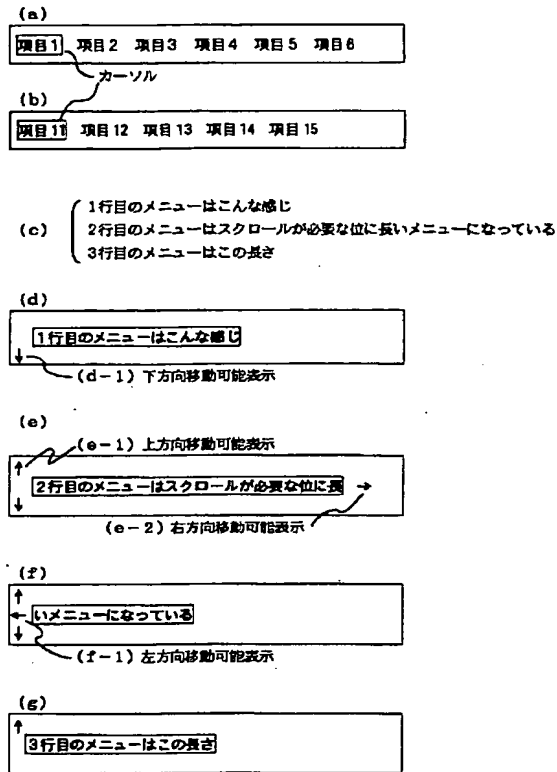 (a)
項目1 項目2 項目3 項目4 項目5 項目6
カーソル
(b)
項目11 項目12 項目13 項目14 項目15
(c)
1行目のメニューはこんな感じ
2行目のメニューはスクロールが必要な位に長いメニューになっている
3行目のメニューはこの長さ
(d)
1行目のメニューはこんな感じ
↓
(d-1) 下方向移動可能表示
(e)
(e-1) 上方向移動可能表示
↑
2行目のメニューはスクロールが必要な位に長 →
↓
(e-2) 右方向移動可能表示
(f)
↑
← いメニューになっている
↓
(f-1) 左方向移動可能表示
(g)
↑
3行目のメニューはこの長さ